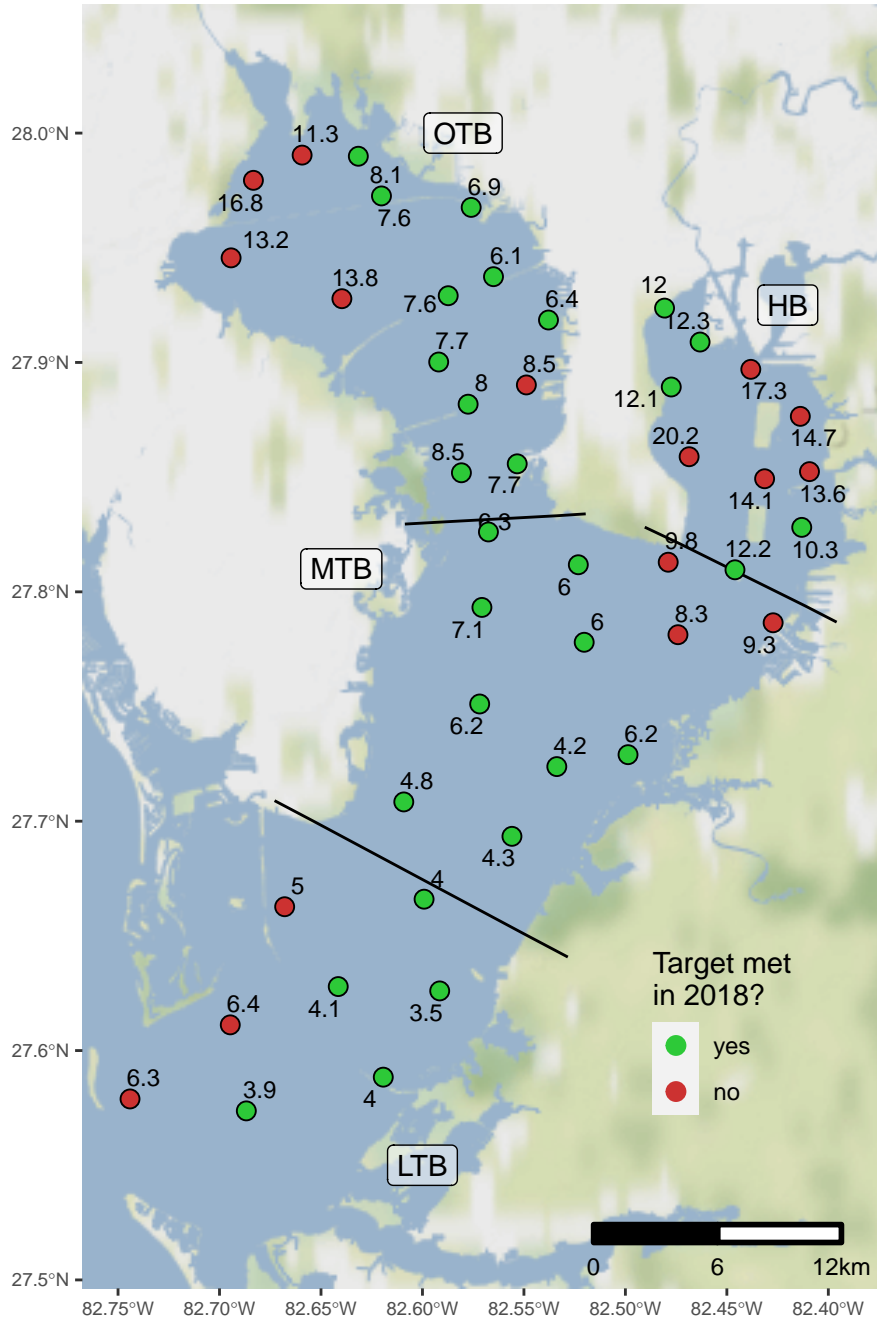 28.0°N
11.3
OTB
8.1
16.8
7.6
6.9
13.2
6.1
13.8
7.6
6.4
12
HB
12.3
27.9°N
7.7
8.5
8
17.3
12.1
20.2
14.7
8.5
7.7
14.1
13.6
6.3
9.8
12.2
10.3
MTB
27.8°N
6
7.1
6
8.3
9.3
6.2
4.2
6.2
4.8
27.7°N
4.3
4
5
Target met
in 2018?
4.1
3.5
6.4
27.6°N
yes
6.3
3.9
4
no
LTB
0
6
12km
27.5°N
82.75°W
82.70°W
82.65°W
82.60°W
82.55°W
82.50°W
82.45°W
82.40°W